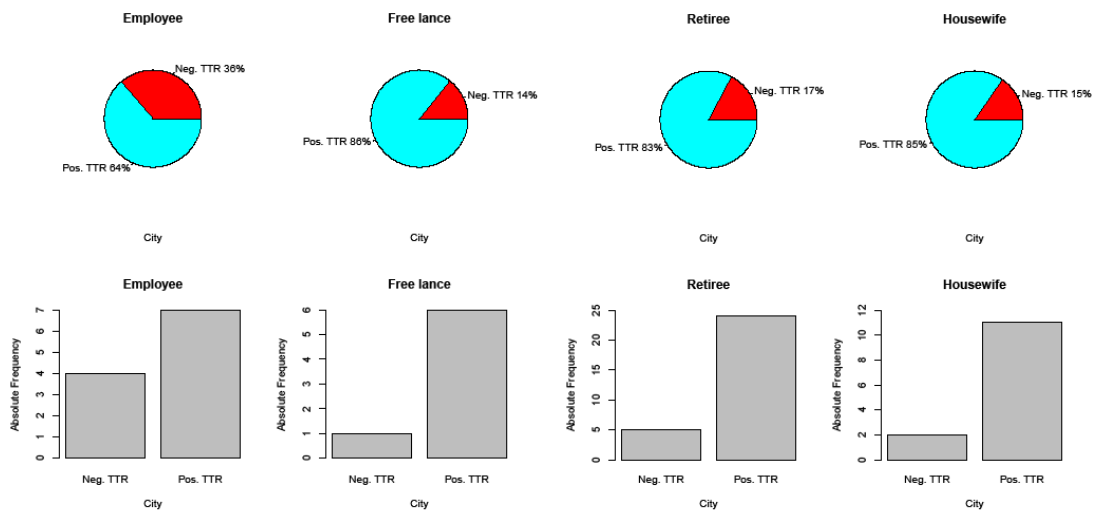 Employee
Free lance
Retiree
Housewife
Neg. TTR 36%
Pos. TTR 64%
Neg. TTR 14%
Pos. TTR 86%
Neg. TTR 17%
Pos. TTR 83%
Neg. TTR 15%
Pos. TTR 85%
City
City
City
City
Employee
Absolute Frequency
7
6
5
4
3
2
1
0
Neg. TTR
Pos. TTR
City
Free lance
Absolute Frequency
6
5
4
3
2
1
0
Neg. TTR
Pos. TTR
City
Retiree
Absolute Frequency
25
20
15
10
5
0
Neg. TTR
Pos. TTR
City
Housewife
Absolute Frequency
12
10
8
6
4
2
0
Neg. TTR
Pos. TTR
City